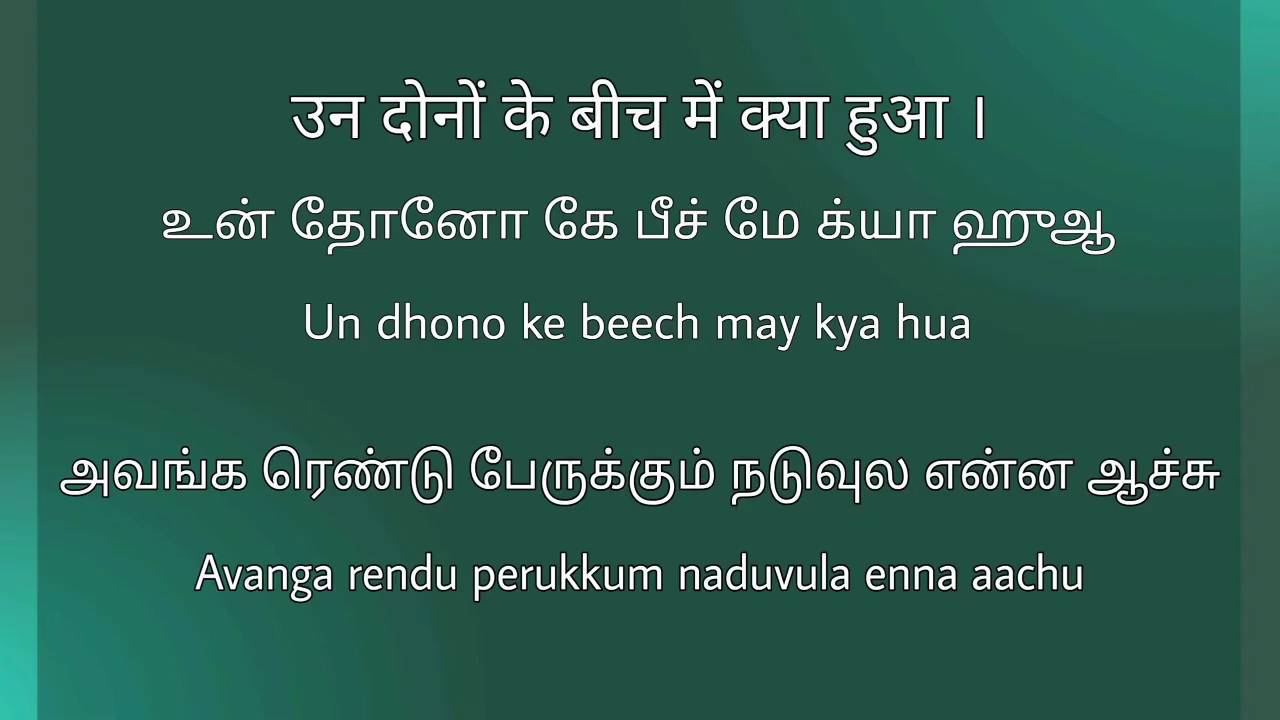 उन दोनों के बीच में क्या हुआ ।
உன் தோனோ கே பீச் மே க்யா ஹுஆ
Un dhono ke beech may kya hua
அவங்க ரெண்டு பேருக்கும் நடுவுல என்ன ஆச்சு
Avanga rendu perukkum naduvula enna aachu